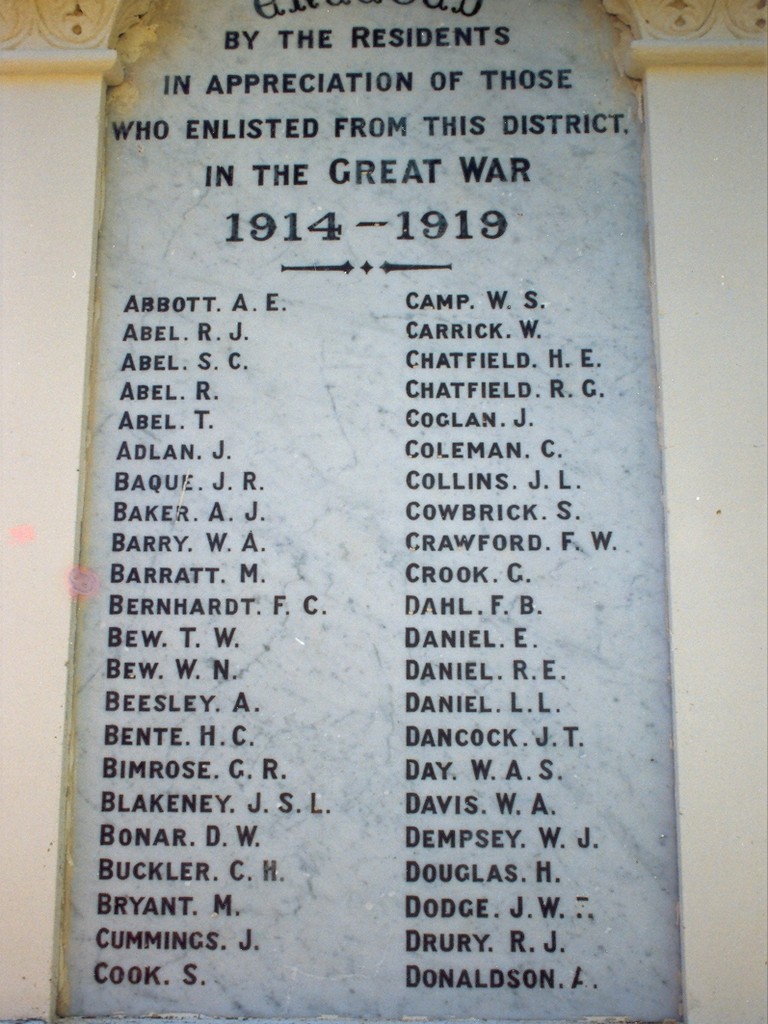 BY THE RESIDENTS
IN APPRECIATION OF THOSE
WHO ENLISTED FROM THIS DISTRICT.
IN THE GREAT WAR
1914-1919
ABBOTT. A. E.
ABEL. R. J.
ABEL. S. C.
ABEL. R.
ABEL. T.
ADLAN. J.
BAQUE. J. R.
BAKER. A. J.
BARRY. W. A.
BARRATT. M.
BERNHARDT. F. C.
BEW. T. W.
BEW. W. N.
BEESLEY. A.
BENTE. H. C.
BIMROSE. G. R.
BLAKENEY. J. S. L.
BONAR. D. W.
BUCKLER. C. H.
BRYANT. M.
CUMMINGS. J.
COOK. S.
CAMP. W. S.
CARRICK. W.
CHATFIELD. H. E.
CHATFIELD. R. G.
COGLAN. J.
COLEMAN. C.
COLLINS. J. L.
COWBRICK. S.
CRAWFORD. F. W.
CROOK. G.
DAHL. F. B.
DANIEL. E.
DANIEL. R. E.
DANIEL. L. L.
DANCOCK. J. T.
DAY. W. A. S.
DAVIS. W. A.
DEMPSEY. W. J.
DOUGLAS. H.
DODGE. J. W.
DRURY. R. J.
DONALDSON.